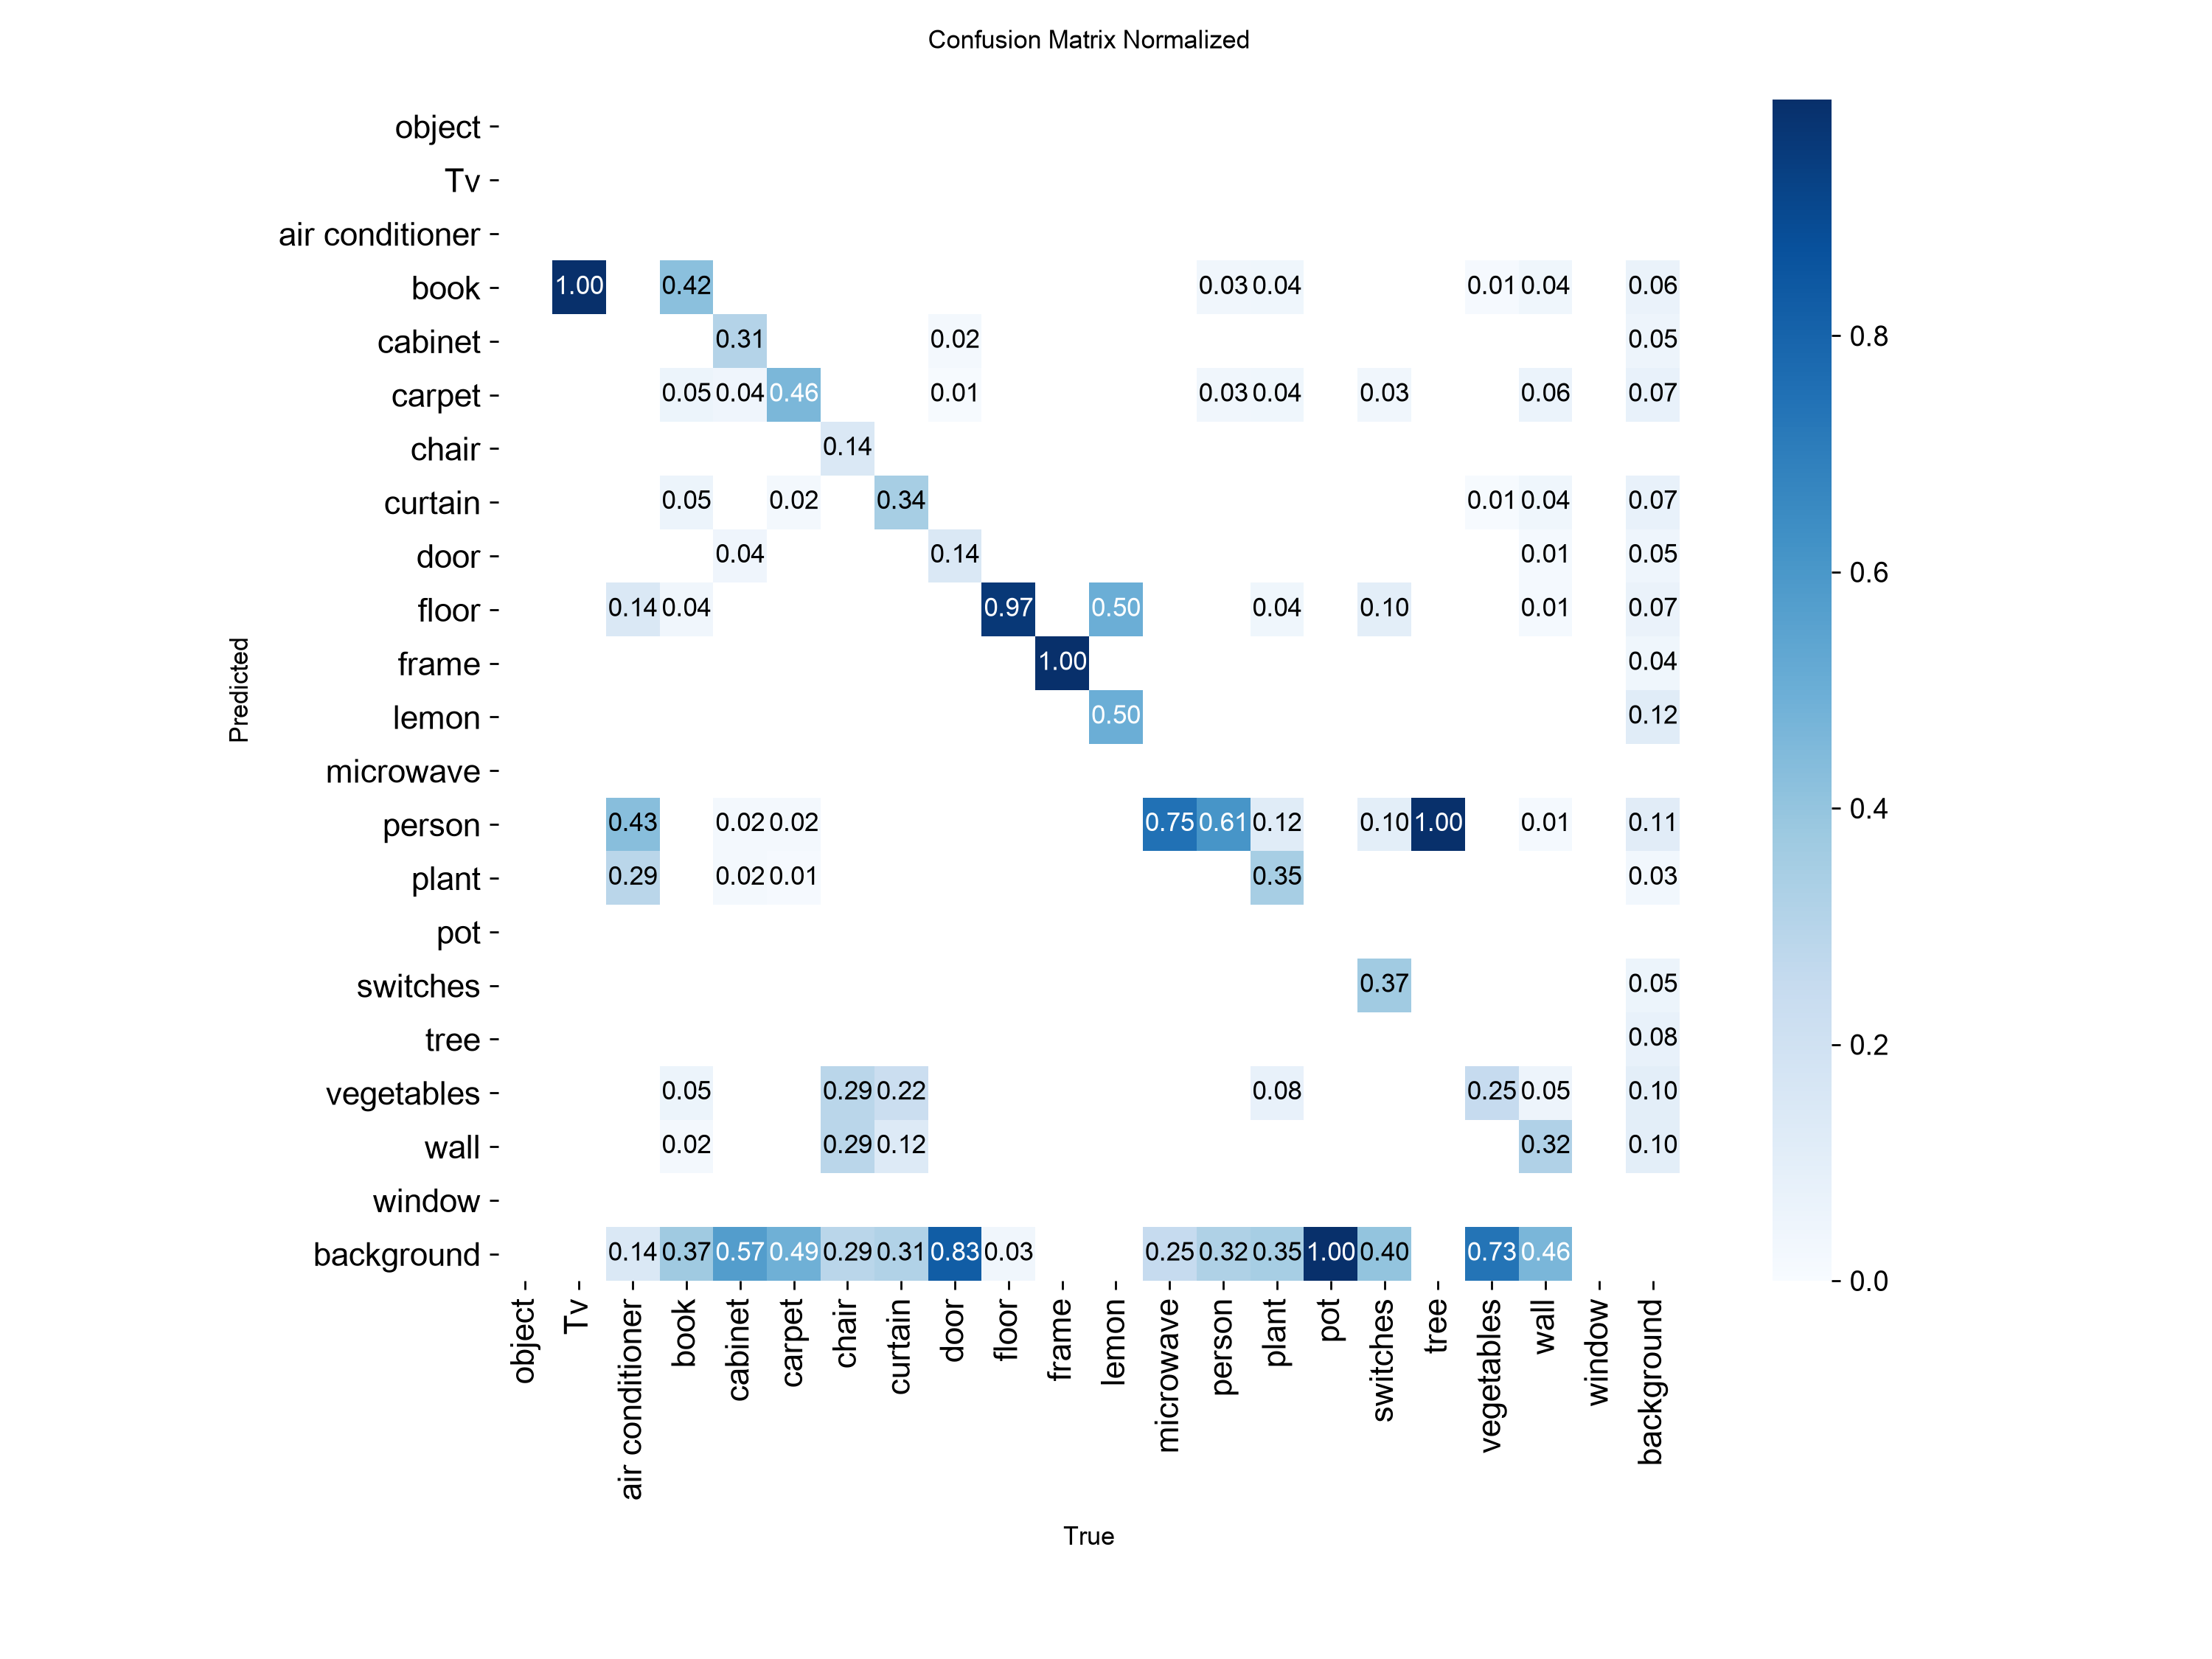 Confusion Matrix Normalized
object
Tv
air conditioner
book 1.00 0.42 0.03 0.04 0.01 0.04 0.06
cabinet 0.31 0.02 0.05
carpet 0.05 0.04 0.46 0.01 0.03 0.04 0.03 0.06 0.07
chair 0.14
curtain 0.05 0.02 0.34 0.01 0.04 0.07
door 0.04 0.14 0.01 0.05
floor 0.14 0.04 0.97 0.50 0.04 0.10 0.01 0.07
frame 1.00 0.04
lemon 0.50 0.12
microwave
person 0.43 0.02 0.02 0.75 0.61 0.12 0.10 1.00 0.01 0.11
plant 0.29 0.02 0.01 0.35 0.03
pot
switches 0.37 0.05
tree 0.08
vegetables 0.05 0.29 0.22 0.08 0.25 0.05 0.10
wall 0.02 0.29 0.12 0.32 0.10
window
background 0.14 0.37 0.57 0.49 0.29 0.31 0.83 0.03 0.25 0.32 0.35 1.00 0.40 0.73 0.46
Predicted
object Tv air conditioner book cabinet carpet chair curtain door floor frame lemon microwave person plant pot switches tree vegetables wall window background
True
0.8
0.6
0.4
0.2
0.0